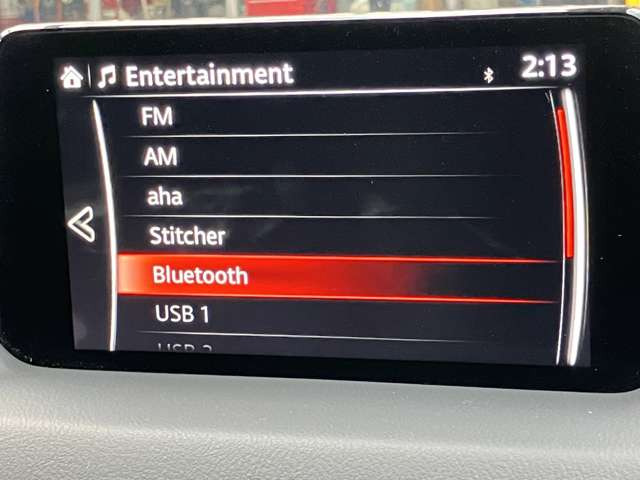 Entertainment
2:13
FM
AM
aha
Stitcher
Bluetooth
USB 1